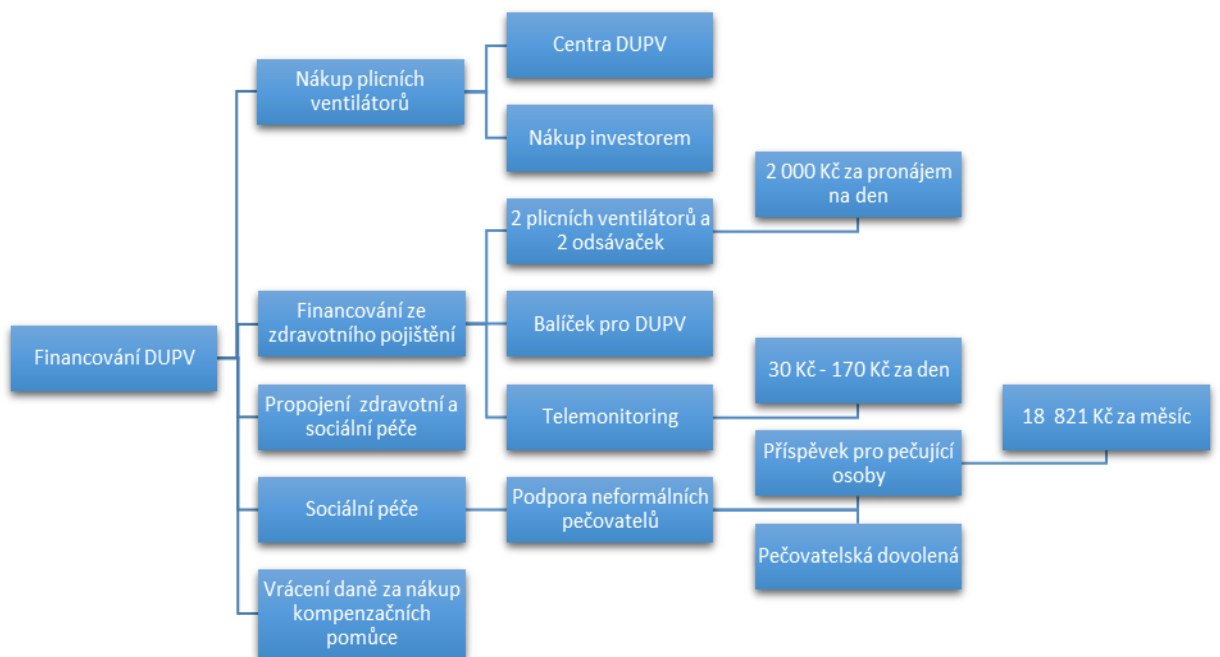 Financování DUPV
Nákup plicních
ventilátorů
Centra DUPV
Nákup investorem
Financování ze
zdravotního pojištění
2 plicních ventilátorů a
2 odsávaček
2 000 Kč za pronájem
na den
Balíček pro DUPV
Telemonitoring
30 Kč - 170 Kč za den
Propojení  zdravotní a
sociální péče
Sociální péče
Podpora neformálních
pečovatelů
Příspěvek pro pečující
osoby
18  821 Kč za měsíc
Pečovatelská dovolená
Vrácení daně za nákup
kompenzačních
pomůce